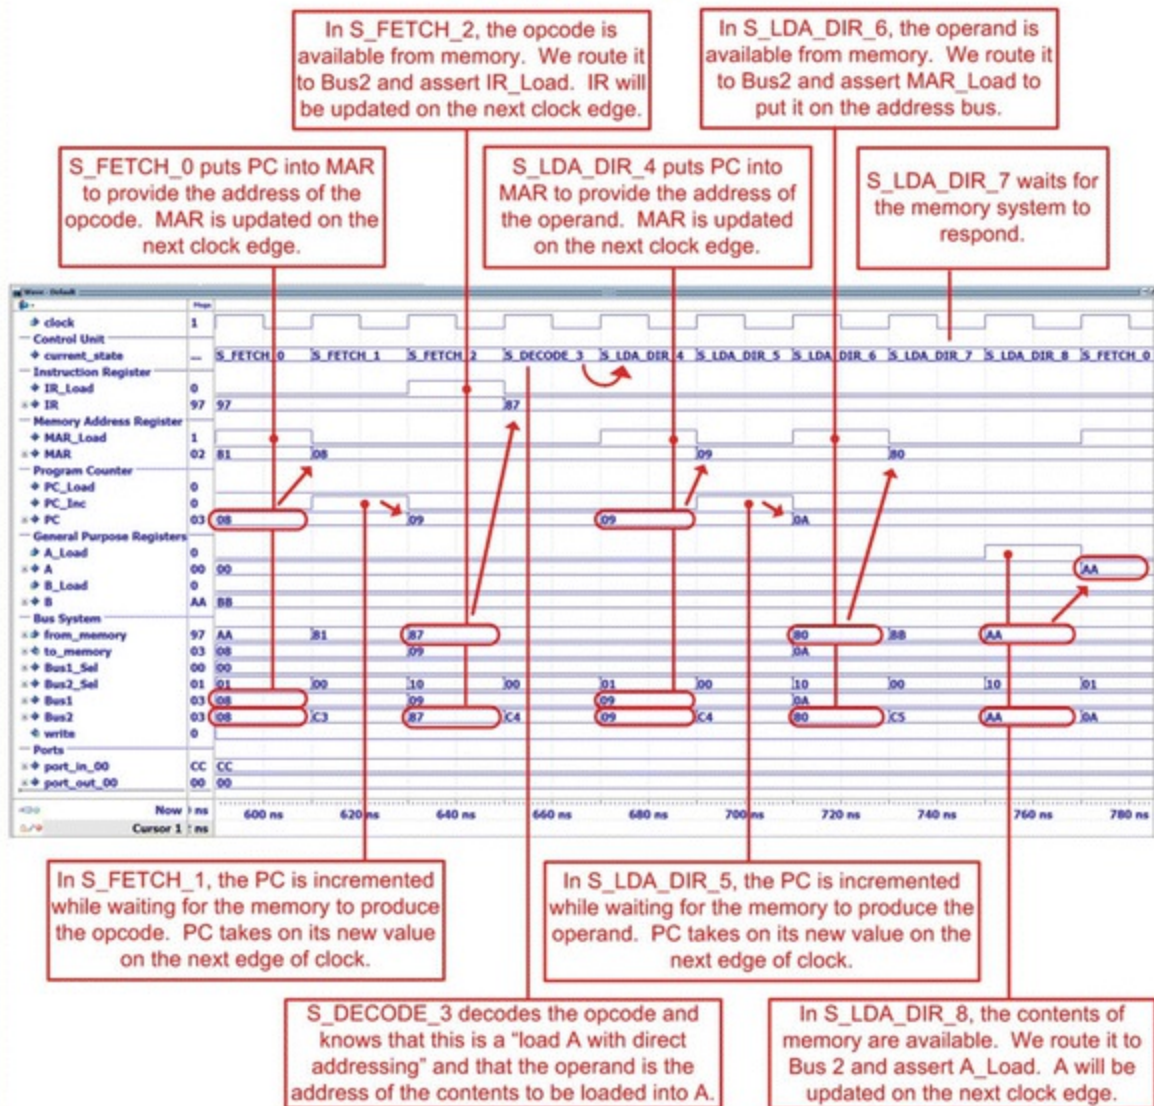 In S_FETCH_2, the opcode is
available from memory. We route it
to Bus2 and assert IR_Load. IR will
be updated on the next clock edge.
In S_LDA_DIR_6, the operand is
available from memory. We route it
to Bus2 and assert MAR_Load to
put it on the address bus.
S_FETCH_0 puts PC into MAR
to provide the address of the
opcode. MAR is updated on the
next clock edge.
S_LDA_DIR_4 puts PC into
MAR to provide the address of
the operand. MAR is updated
on the next clock edge.
S_LDA_DIR_7 waits for
the memory system to
respond.
Wave - Default
Msgs
clock 1
Control Unit
current_state ... S_FETCH_0 S_FETCH_1 S_FETCH_2 S_DECODE_3 S_LDA_DIR_4 S_LDA_DIR_5 S_LDA_DIR_6 S_LDA_DIR_7 S_LDA_DIR_8 S_FETCH_0
Instruction Register
IR_Load 0
IR 97 97 87
Memory Address Register
MAR_Load 1
MAR 02 81 08 09 80
Program Counter
PC_Load 0
PC_Inc 0
PC 03 08 09 09 0A
General Purpose Registers
A_Load 0
A 00 00 AA
B_Load 0
B AA BB
Bus System
from_memory 97 AA 81 87 80 BB AA
to_memory 03 08 09 0A
Bus1_Sel 00 00
Bus2_Sel 01 01 00 10 00 01 00 10 00 10 01
Bus1 03 08 09 09 0A
Bus2 03 08 C3 87 C4 09 C4 80 C5 AA 0A
write 0
Ports
port_in_00 CC CC
port_out_00 00 00
Now ns 600 ns 620 ns 640 ns 660 ns 680 ns 700 ns 720 ns 740 ns 760 ns 780 ns
Cursor 1 ns
In S_FETCH_1, the PC is incremented
while waiting for the memory to produce
the opcode. PC takes on its new value
on the next edge of clock.
In S_LDA_DIR_5, the PC is incremented
while waiting for the memory to produce the
operand. PC takes on its new value on the
next edge of clock.
S_DECODE_3 decodes the opcode and
knows that this is a "load A with direct
addressing" and that the operand is the
address of the contents to be loaded into A.
In S_LDA_DIR_8, the contents of
memory are available. We route it to
Bus 2 and assert A_Load. A will be
updated on the next clock edge.